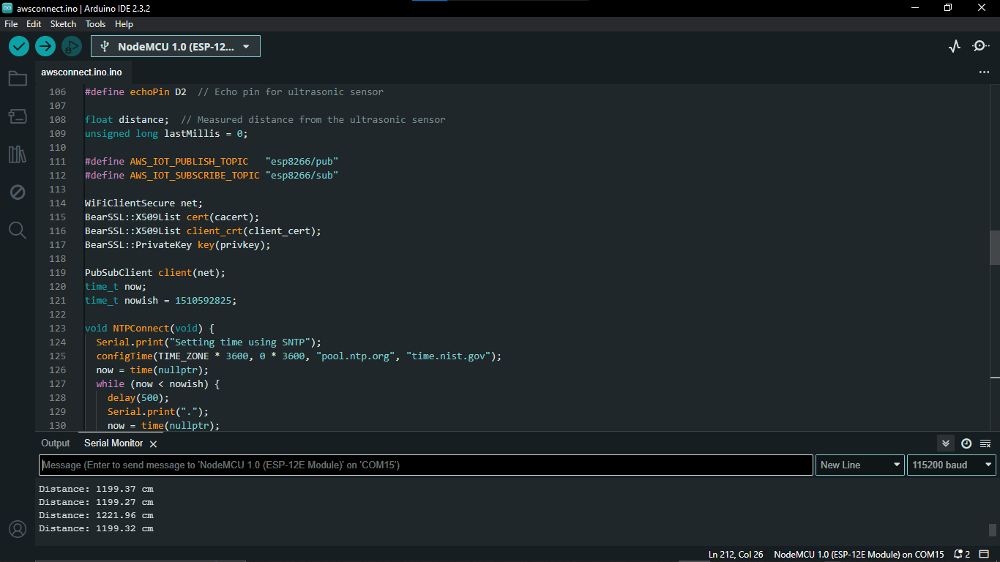 awsconnect.ino | Arduino IDE 2.3.2
File Edit Sketch Tools Help
NodeMCU 1.0 (ESP-12...
awsconnect.ino.ino
106 #define echoPin D2 // Echo pin for ultrasonic sensor
107
108 float distance; // Measured distance from the ultrasonic sensor
109 unsigned long lastMillis = 0;
110
111 #define AWS_IOT_PUBLISH_TOPIC "esp8266/pub"
112 #define AWS_IOT_SUBSCRIBE_TOPIC "esp8266/sub"
113
114 WiFiClientSecure net;
115 BearSSL::X509List cert(cacert);
116 BearSSL::X509List client_crt(client_cert);
117 BearSSL::PrivateKey key(privkey);
118
119 PubSubClient client(net);
120 time_t now;
121 time_t nowish = 1510592825;
122
123 void NTPConnect(void) {
124 Serial.print("Setting time using SNTP");
125 configTime(TIME_ZONE * 3600, 0 * 3600, "pool.ntp.org", "time.nist.gov");
126 now = time(nullptr);
127 while (now < nowish) {
128 delay(500);
129 Serial.print(".");
130 now = time(nullptr);
Output Serial Monitor
Message (Enter to send message to 'NodeMCU 1.0 (ESP-12E Module)' on 'COM15') New Line 115200 baud
Distance: 1199.37 cm
Distance: 1199.27 cm
Distance: 1221.96 cm
Distance: 1199.32 cm
Ln 212, Col 26 NodeMCU 1.0 (ESP-12E Module) on COM15 2